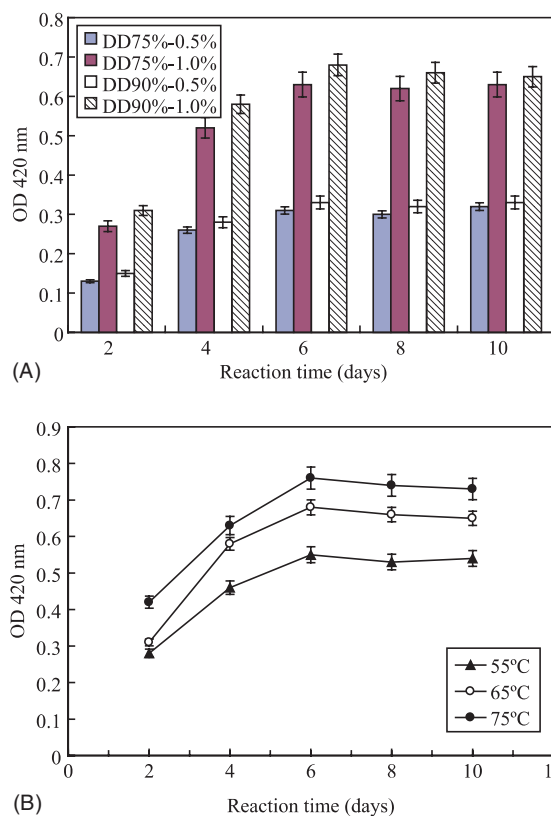 0.8
0.7
0.6
0.5
0.4
0.3
0.2
0.1
0
OD 420 nm
DD75%-0.5%
DD75%-1.0%
DD90%-0.5%
DD90%-1.0%
2 4 6 8 10
(A)
Reaction time (days)
0.9
0.8
0.7
0.6
0.5
0.4
0.3
0.2
0.1
0
OD 420 nm
55ºC
65ºC
75ºC
0 2 4 6 8 10
(B)
Reaction time (days)